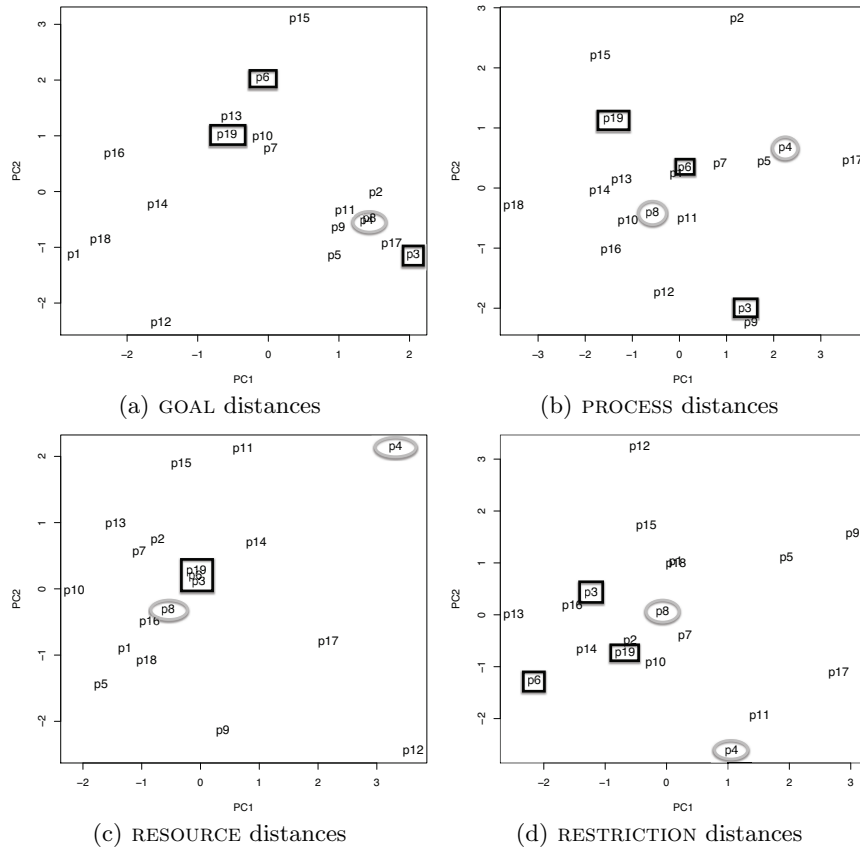 PC2
3
2
1
0
−1
−2
p15
p6
p13
p19
p10
p7
p16
p2
p14
p11
p8
p4
p9
p18
p17
p1
p5
p3
p12
−2
−1
0
1
2
PC1
(a) GOAL distances
PC2
3
2
1
0
−1
−2
p2
p15
p19
p4
p17
p5
p7
p6
p1
p13
p14
p18
p8
p11
p10
p16
p12
p3
p9
−3
−2
−1
0
1
2
3
PC1
(b) PROCESS distances
PC2
2
1
0
−1
−2
p4
p11
p15
p13
p2
p14
p7
p19
p6
p3
p10
p8
p16
p17
p1
p18
p5
p9
p12
−2
−1
0
1
2
3
PC1
(c) RESOURCE distances
PC2
3
2
1
0
−1
−2
p12
p15
p9
p5
p1
p18
p3
p16
p8
p13
p7
p2
p14
p19
p10
p17
p6
p11
p4
−2
−1
0
1
2
3
PC1
(d) RESTRICTION distances